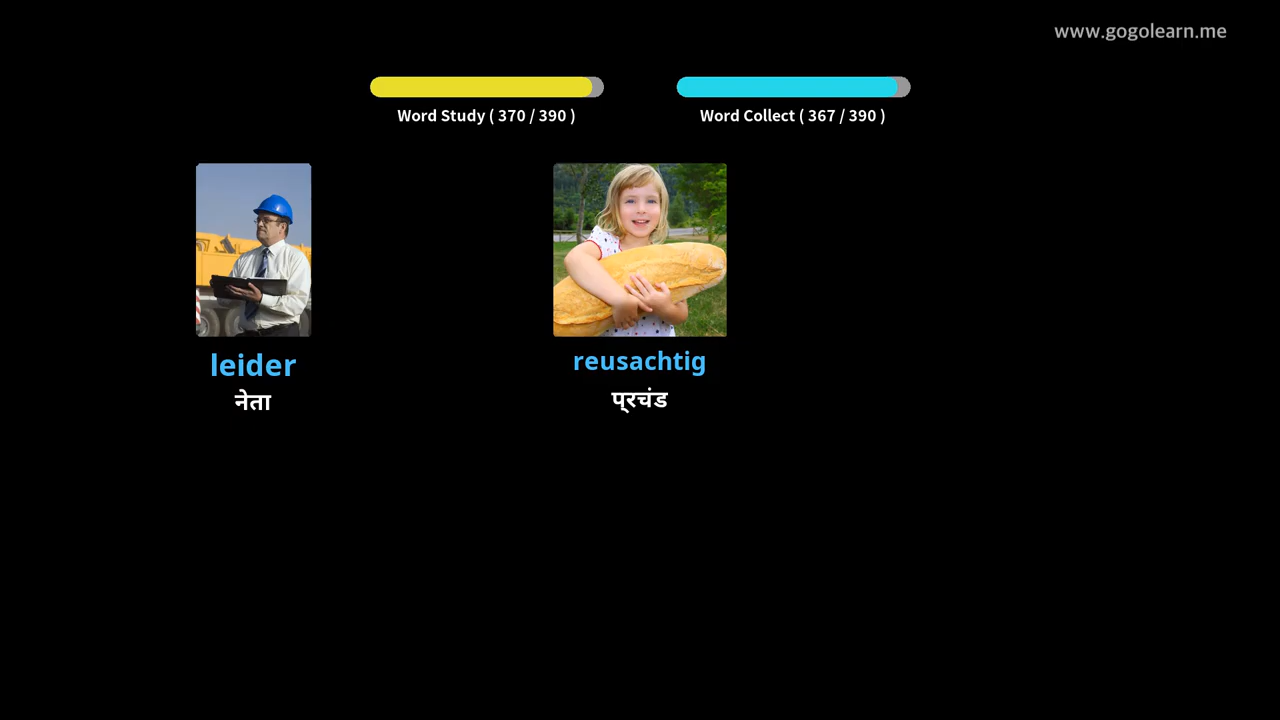 www.gogolearn.me
Word Study ( 370 / 390 )
Word Collect ( 367 / 390 )
leider
नेता
reusachtig
प्रचंड